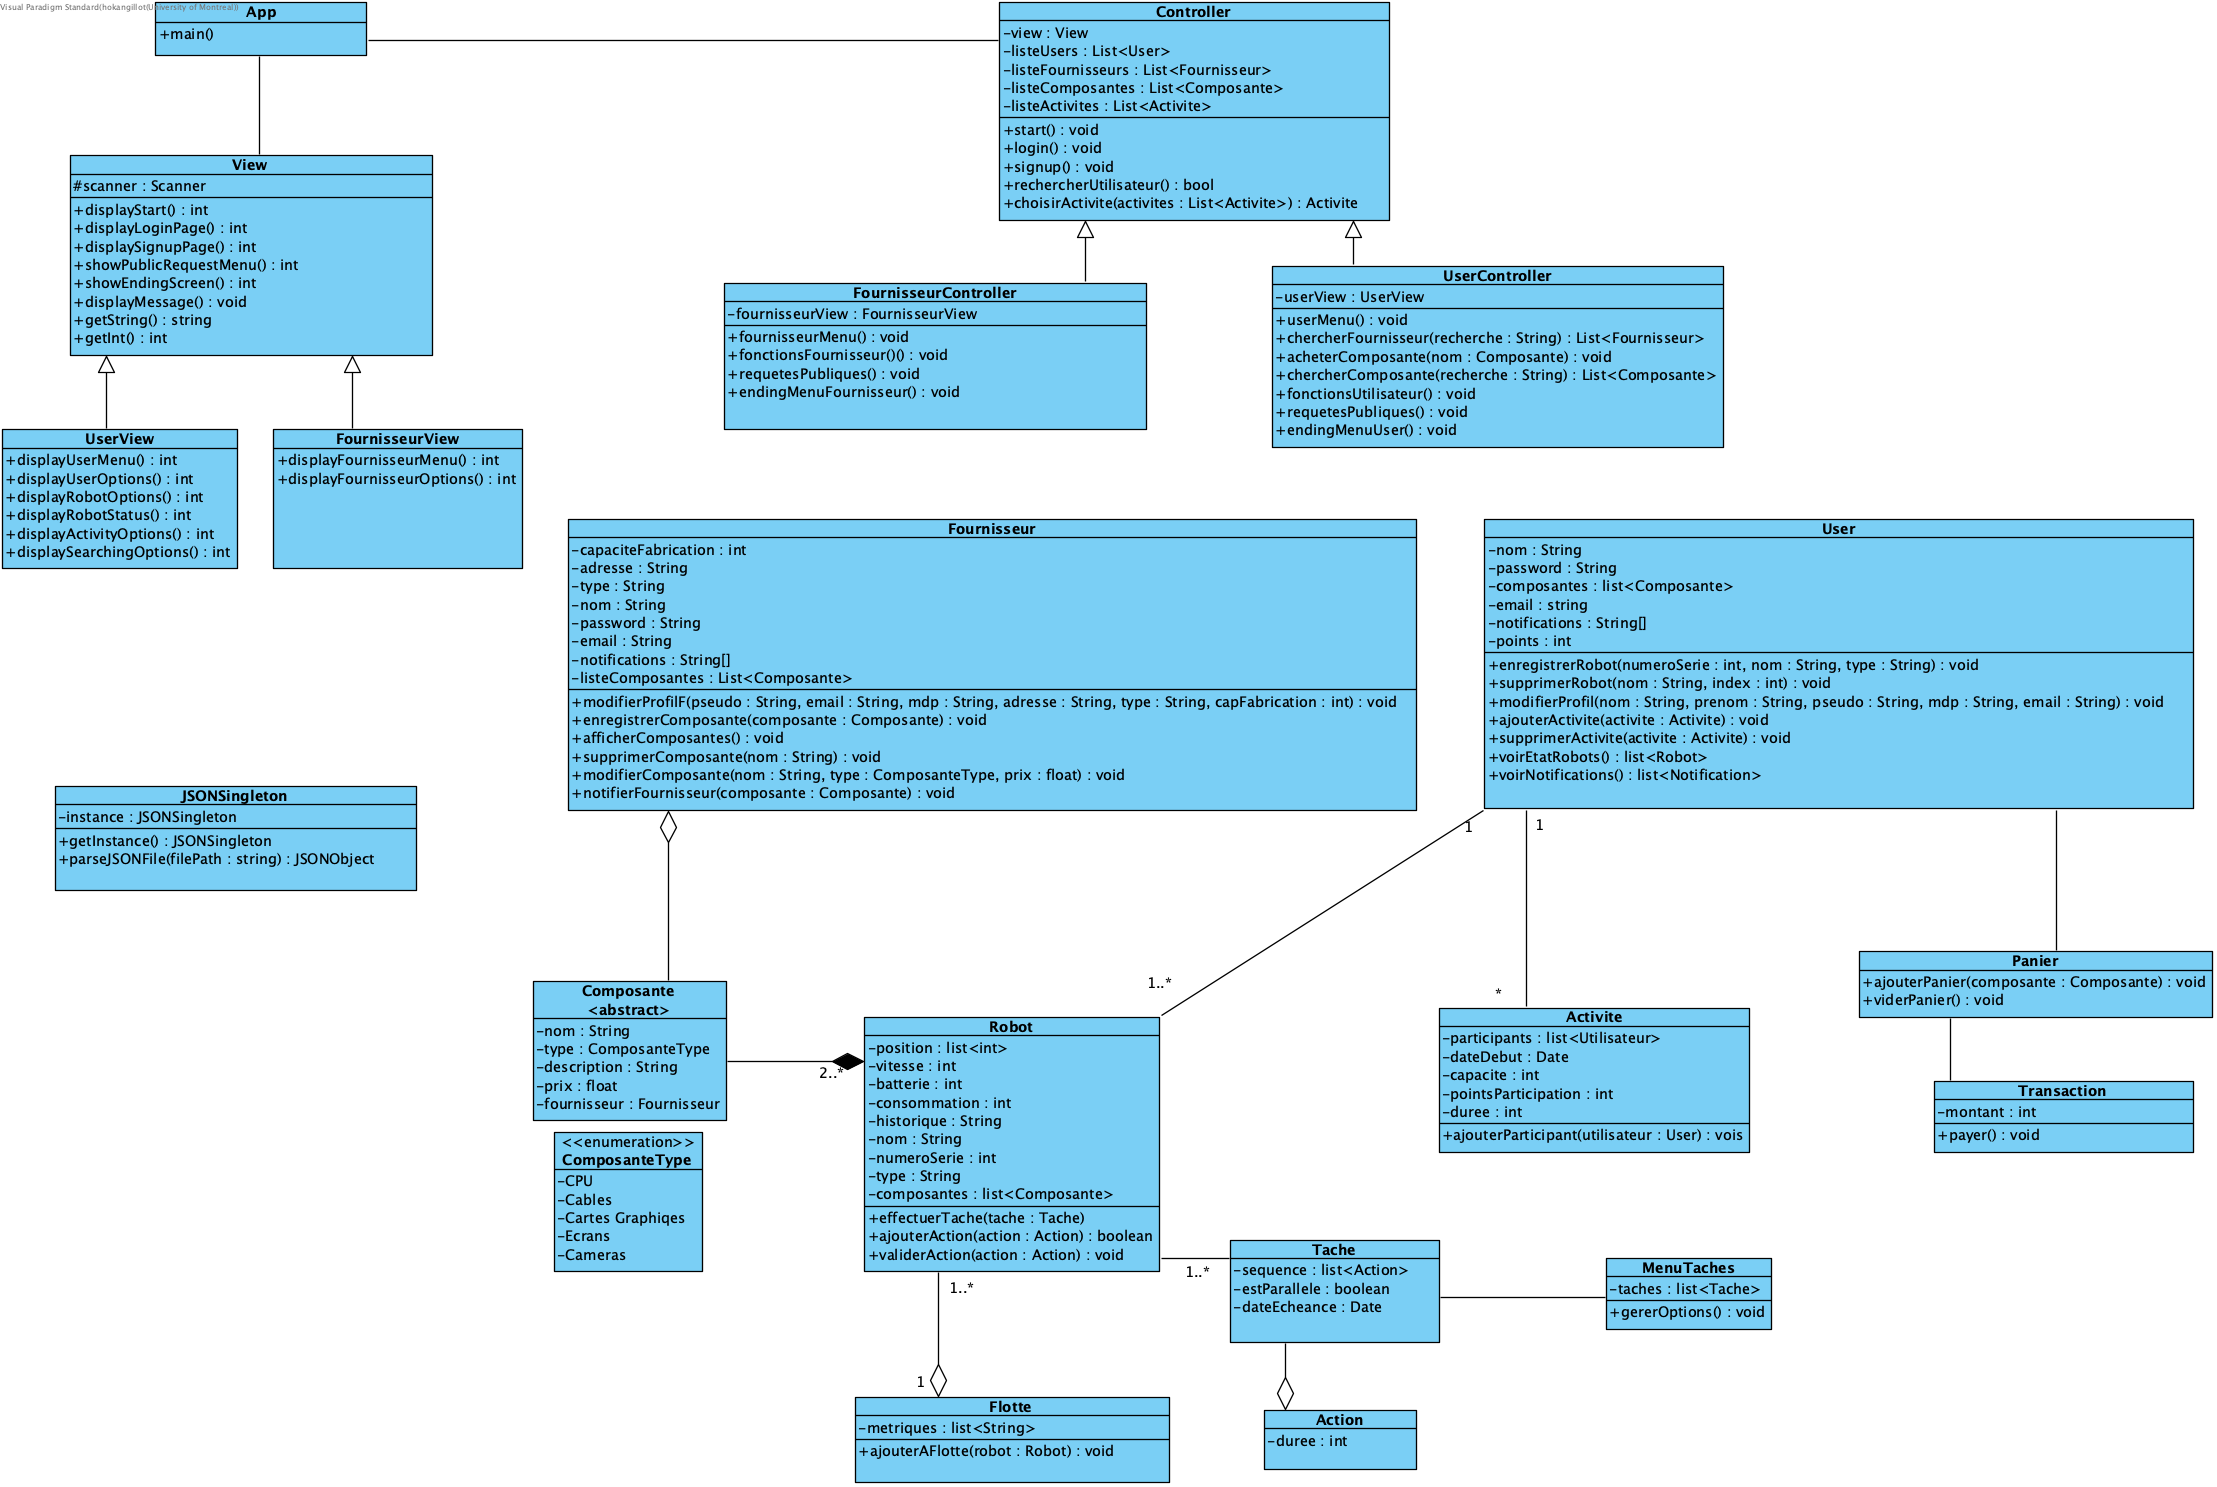 Visual Paradigm Standard(hokangillot(University of Montreal))
App
+main()
Controller
-view : View
-listeUsers : List<User>
-listeFournisseurs : List<Fournisseur>
-listeComposantes : List<Composante>
-listeActivites : List<Activite>
+start() : void
+login() : void
+signup() : void
+rechercherUtilisateur() : bool
+choisirActivite(activites : List<Activite>) : Activite
View
#scanner : Scanner
+displayStart() : int
+displayLoginPage() : int
+displaySignupPage() : int
+showPublicRequestMenu() : int
+showEndingScreen() : int
+displayMessage() : void
+getString() : string
+getInt() : int
FournisseurController
-fournisseurView : FournisseurView
+fournisseurMenu() : void
+fonctionsFournisseur()() : void
+requetesPubliques() : void
+endingMenuFournisseur() : void
UserController
-userView : UserView
+userMenu() : void
+chercherFournisseur(recherche : String) : List<Fournisseur>
+acheterComposante(nom : Composante) : void
+chercherComposante(recherche : String) : List<Composante>
+fonctionsUtilisateur() : void
+requetesPubliques() : void
+endingMenuUser() : void
UserView
+displayUserMenu() : int
+displayUserOptions() : int
+displayRobotOptions() : int
+displayRobotStatus() : int
+displayActivityOptions() : int
+displaySearchingOptions() : int
FournisseurView
+displayFournisseurMenu() : int
+displayFournisseurOptions() : int
Fournisseur
-capaciteFabrication : int
-adresse : String
-type : String
-nom : String
-password : String
-email : String
-notifications : String[]
-listeComposantes : List<Composante>
+modifierProfilF(pseudo : String, email : String, mdp : String, adresse : String, type : String, capFabrication : int) : void
+enregistrerComposante(composante : Composante) : void
+afficherComposantes() : void
+supprimerComposante(nom : String) : void
+modifierComposante(nom : String, type : ComposanteType, prix : float) : void
+notifierFournisseur(composante : Composante) : void
User
-nom : String
-password : String
-composantes : list<Composante>
-email : string
-notifications : String[]
-points : int
+enregistrerRobot(numeroSerie : int, nom : String, type : String) : void
+supprimerRobot(nom : String, index : int) : void
+modifierProfil(nom : String, prenom : String, pseudo : String, mdp : String, email : String) : void
+ajouterActivite(activite : Activite) : void
+supprimerActivite(activite : Activite) : void
+voirEtatRobots() : list<Robot>
+voirNotifications() : list<Notification>
JSONSingleton
-instance : JSONSingleton
+getInstance() : JSONSingleton
+parseJSONFile(filePath : string) : JSONObject
1
1
1..*
*
Composante
<abstract>
-nom : String
-type : ComposanteType
-description : String
-prix : float
-fournisseur : Fournisseur
2..*
<<enumeration>>
ComposanteType
-CPU
-Cables
-Cartes Graphiqes
-Ecrans
-Cameras
Robot
-position : list<int>
-vitesse : int
-batterie : int
-consommation : int
-historique : String
-nom : String
-numeroSerie : int
-type : String
-composantes : list<Composante>
+effectuerTache(tache : Tache)
+ajouterAction(action : Action) : boolean
+validerAction(action : Action) : void
Activite
-participants : list<Utilisateur>
-dateDebut : Date
-capacite : int
-pointsParticipation : int
-duree : int
+ajouterParticipant(utilisateur : User) : vois
Panier
+ajouterPanier(composante : Composante) : void
+viderPanier() : void
Transaction
-montant : int
+payer() : void
1..*
1..*
1
Tache
-sequence : list<Action>
-estParallele : boolean
-dateEcheance : Date
MenuTaches
-taches : list<Tache>
+gererOptions() : void
Flotte
-metriques : list<String>
+ajouterAFlotte(robot : Robot) : void
Action
-duree : int